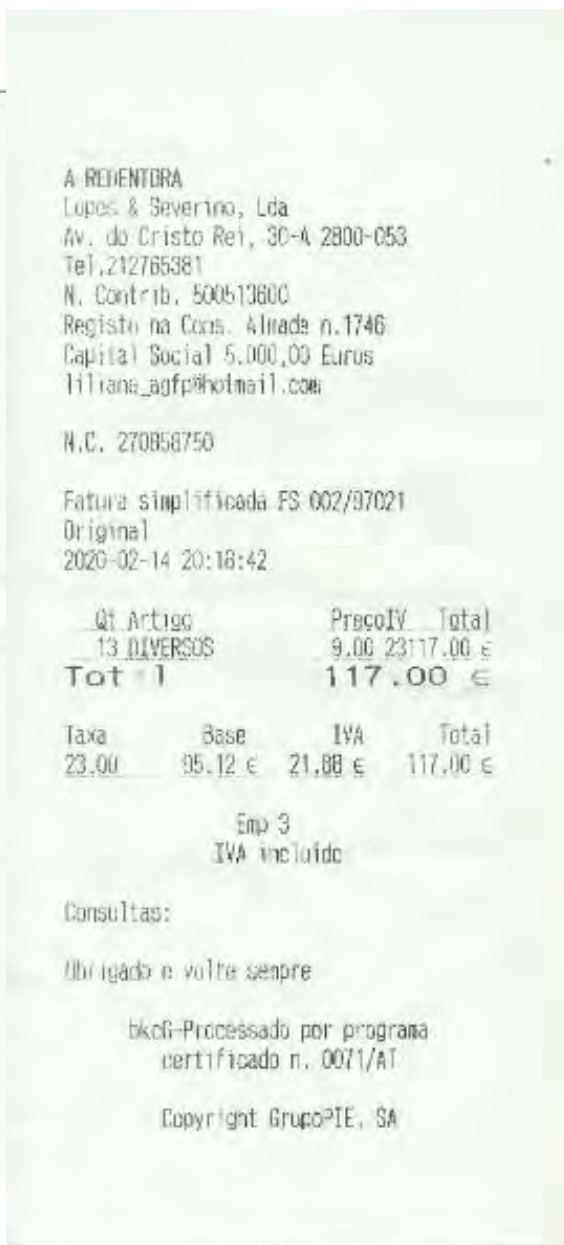 A REDENTORA
Lopes & Severino, Lda
Av. do Cristo Rei, 30-A 2800-053
Tel.212765381
N. Contrib. 500513600
Registo na Cons. Almada n.1746
Capital Social 5.000,00 Euros
liliana_agfp@hotmail.com
N.C. 270858750
Fatura simplificada FS 002/97021
Original
2020-02-14 20:18:42
Qt Artigo PreçoIV Total
13 DIVERSOS 9.00 23117.00 €
Tot l 117.00 €
Taxa Base IVA Total
23.00 95.12 € 21.88 € 117.00 €
Emp 3
IVA incluido
Consultas:
Obrigado e volte sempre
bkcG-Processado por programa
certificado n. 0071/AT
Copyright GrupoPIE, SA